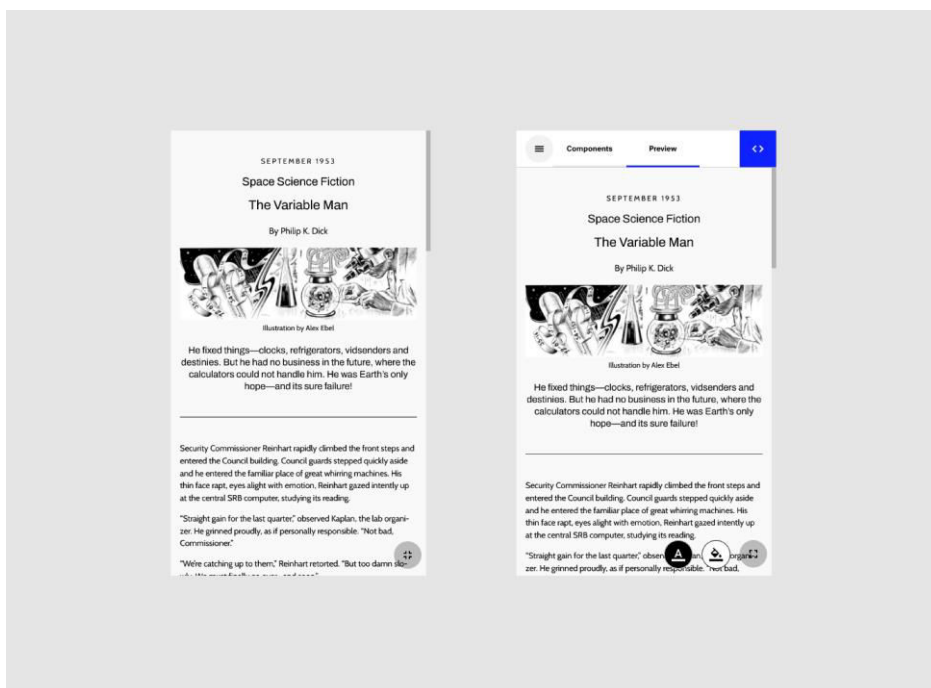 SEPTEMBER 1953
Space Science Fiction
The Variable Man
By Philip K. Dick
Illustration by Alex Ebel
He fixed things—clocks, refrigerators, vidsenders and
destinies. But he had no business in the future, where the
calculators could not handle him. He was Earth's only
hope—and its sure failure!
Security Commissioner Reinhart rapidly climbed the front steps and
entered the Council building. Council guards stepped quickly aside
and he entered the familiar place of great whirring machines. His
thin face rapt, eyes alight with emotion, Reinhart gazed intently up
at the central SRB computer, studying its reading.
"Straight gain for the last quarter," observed Kaplan, the lab organi-
zer. He grinned proudly, as if personally responsible. "Not bad,
Commissioner."
"We're catching up to them," Reinhart retorted. "But too damn slo-
Components
Preview
SEPTEMBER 1953
Space Science Fiction
The Variable Man
By Philip K. Dick
Illustration by Alex Ebel
He fixed things—clocks, refrigerators, vidsenders and
destinies. But he had no business in the future, where the
calculators could not handle him. He was Earth's only
hope—and its sure failure!
Security Commissioner Reinhart rapidly climbed the front steps and
entered the Council building. Council guards stepped quickly aside
and he entered the familiar place of great whirring machines. His
thin face rapt, eyes alight with emotion, Reinhart gazed intently up
at the central SRB computer, studying its reading.
"Straight gain for the last quarter," A
zer. He grinned proudly, as if personally responsible. "Not bad,